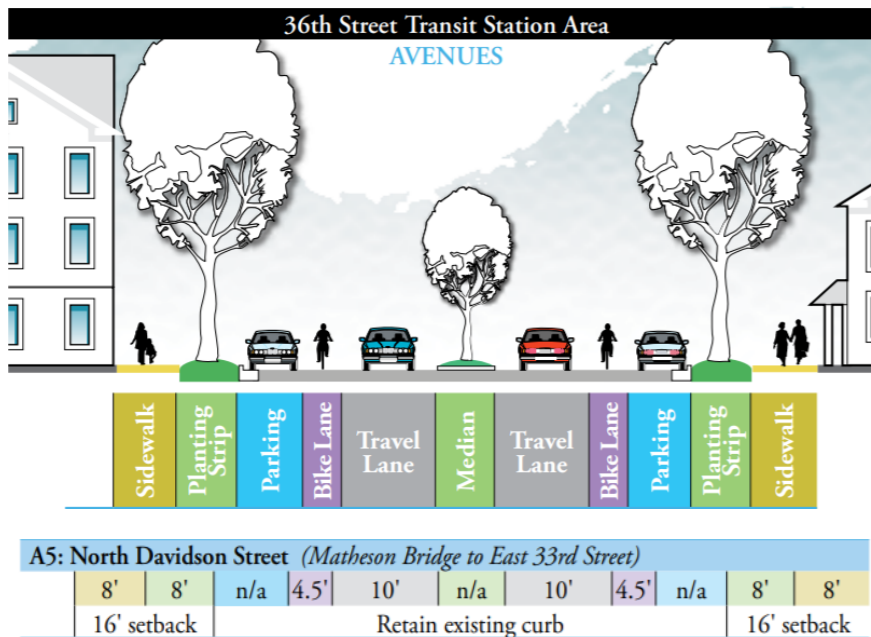 36th Street Transit Station Area
AVENUES
Sidewalk
Planting
Strip
Parking
Bike Lane
Travel
Lane
Median
Travel
Lane
Bike Lane
Parking
Planting
Strip
Sidewalk
A5: North Davidson Street (Matheson Bridge to East 33rd Street)
8' 8' n/a 4.5' 10' n/a 10' 4.5' n/a 8' 8'
16' setback Retain existing curb 16' setback